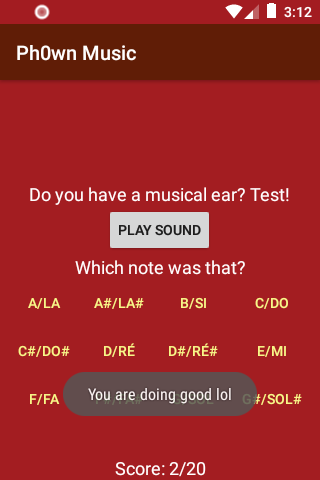 3:12
Ph0wn Music
Do you have a musical ear? Test!
PLAY SOUND
Which note was that?
A/LA A#/LA# B/SI C/DO
C#/DO# D/RÉ D#/RÉ# E/MI
F/FA G#/SOL#
You are doing good lol
Score: 2/20